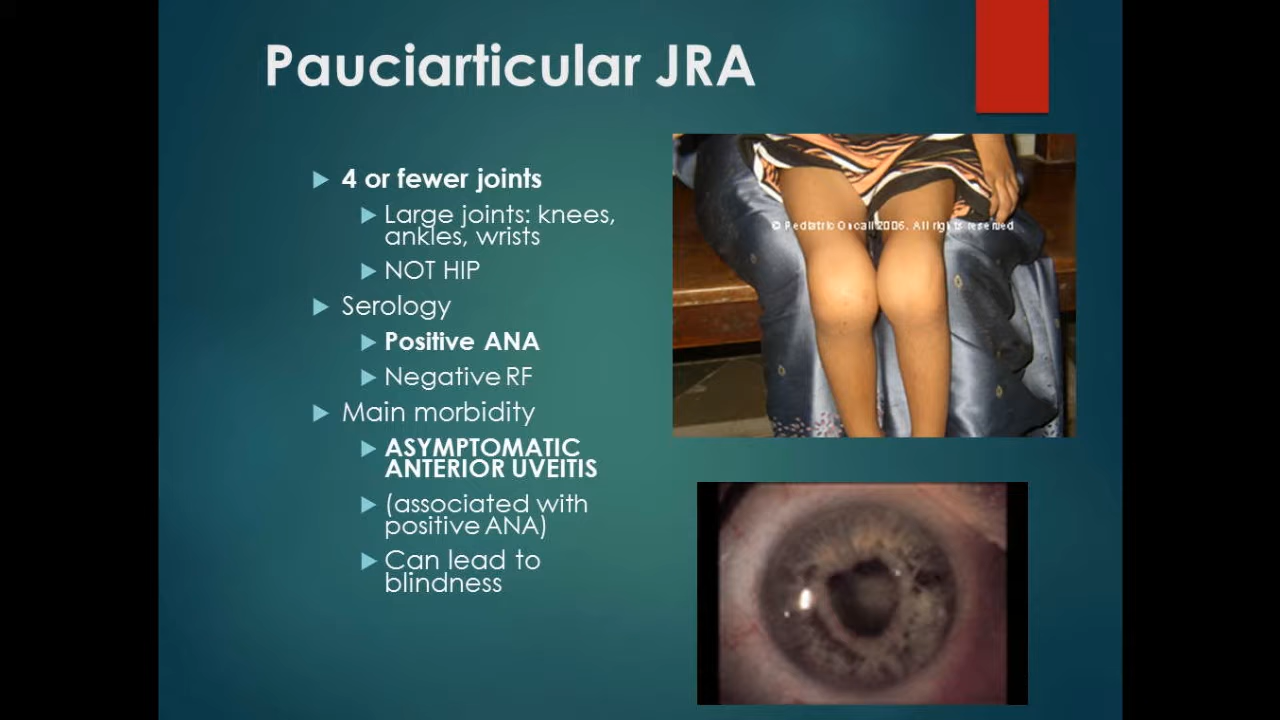 Pauciarticular JRA
4 or fewer joints
Large joints: knees,
ankles, wrists
NOT HIP
Serology
Positive ANA
Negative RF
Main morbidity
ASYMPTOMATIC
ANTERIOR UVEITIS
(associated with
positive ANA)
Can lead to
blindness
© Pediatric Oncall 2006. All rights reserved